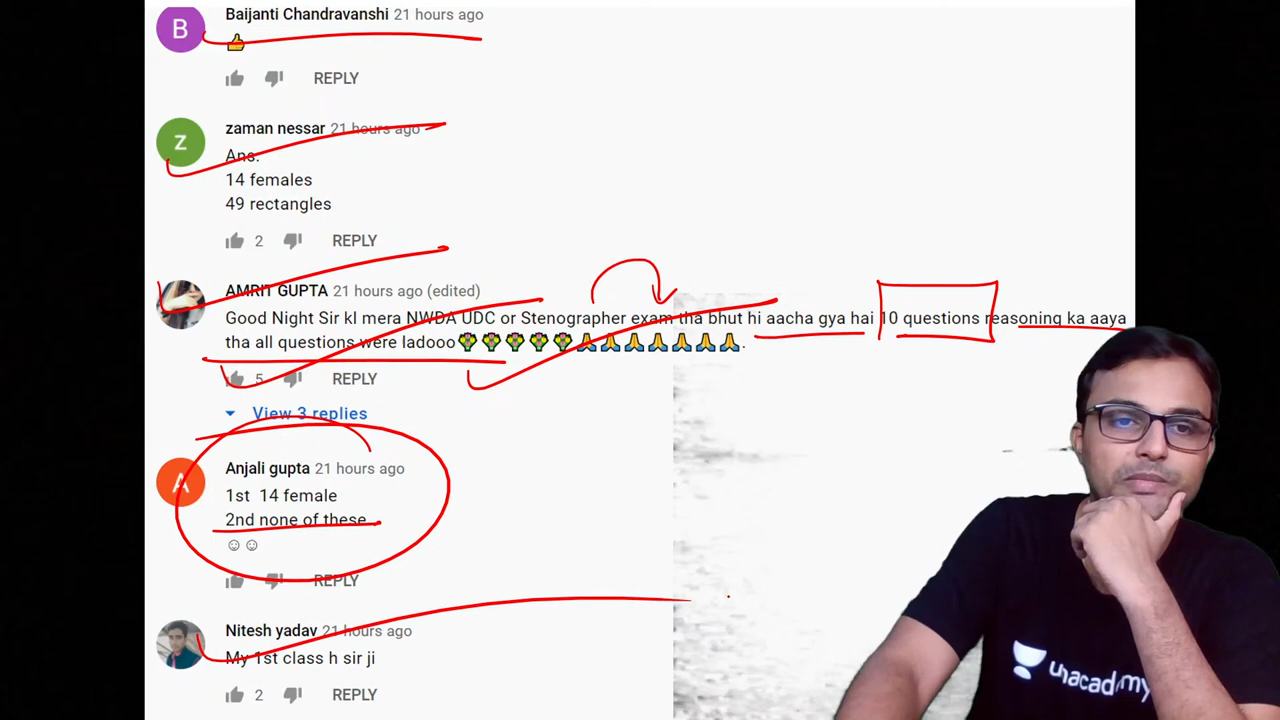 B
Baijanti Chandravanshi 21 hours ago
👍
REPLY
z
zaman nessar 21 hours ago
Ans.
14 females
49 rectangles
2 REPLY
AMRIT GUPTA 21 hours ago (edited)
Good Night Sir kl mera NWDA UDC or Stenographer exam tha bhut hi aacha gya hai 10 questions reasoning ka aaya
tha all questions were ladooo💐💐💐💐💐🙏🙏🙏🙏🙏🙏🙏.
5 REPLY
View 3 replies
A
Anjali gupta 21 hours ago
1st 14 female
2nd none of these
☺☺
REPLY
Nitesh yadav 21 hours ago
My 1st class h sir ji
2 REPLY
unacademy